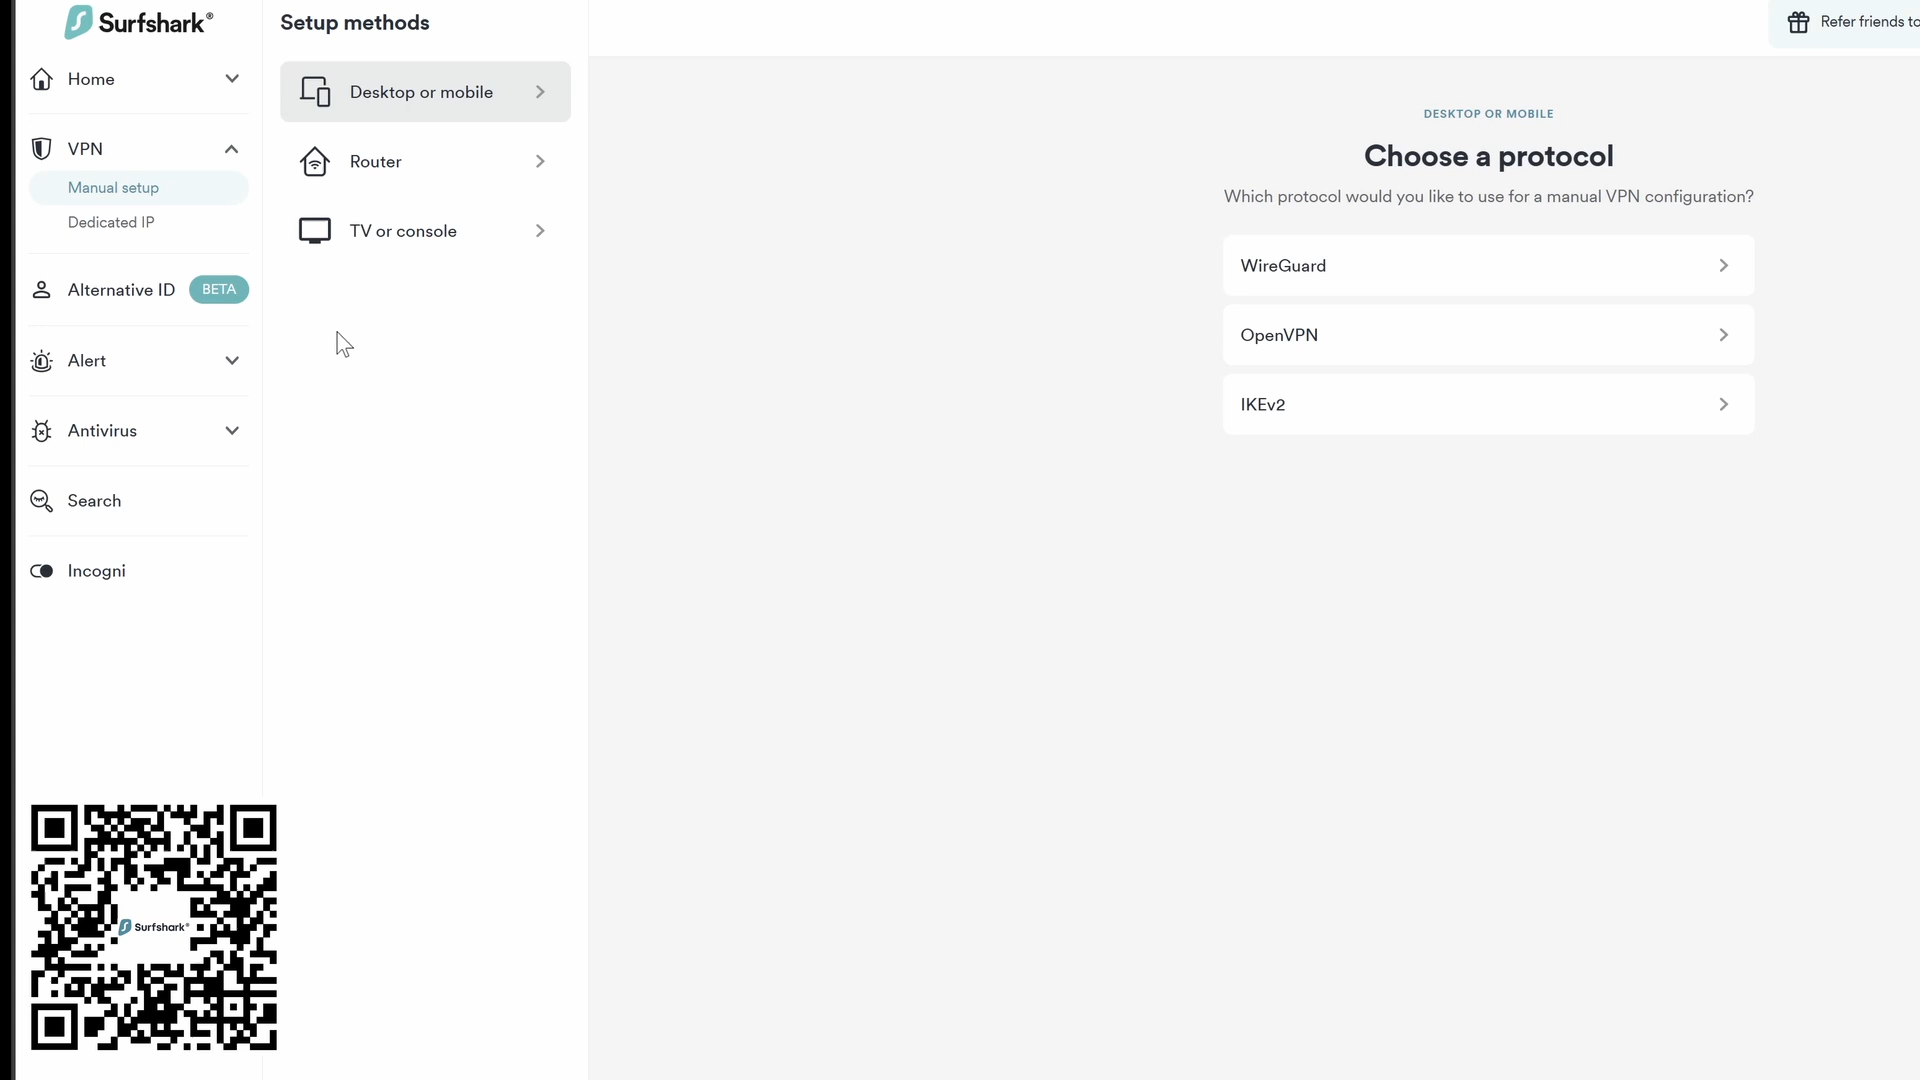 Surfshark®
Home
VPN
Manual setup
Dedicated IP
Alternative ID BETA
Alert
Antivirus
Search
Incogni
Surfshark®
Setup methods
Desktop or mobile
Router
TV or console
Refer friends to
DESKTOP OR MOBILE
Choose a protocol
Which protocol would you like to use for a manual VPN configuration?
WireGuard
OpenVPN
IKEv2